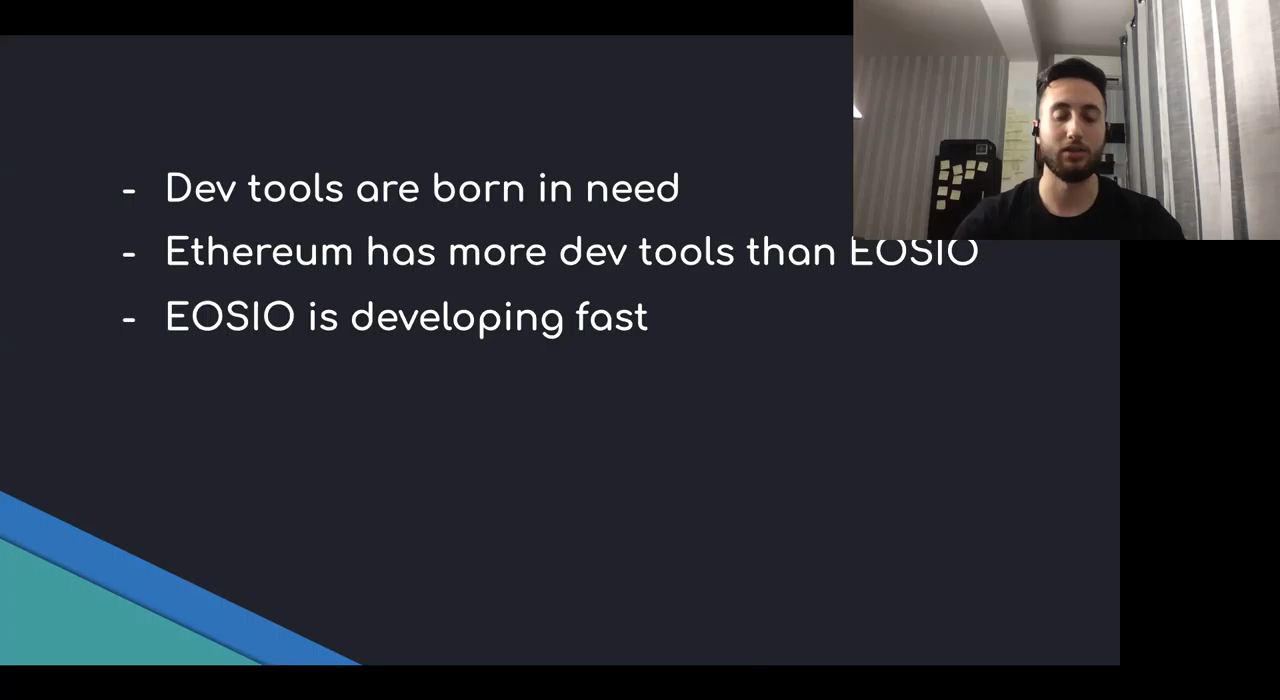 - Dev tools are born in need
- Ethereum has more dev tools than EOSIO
- EOSIO is developing fast